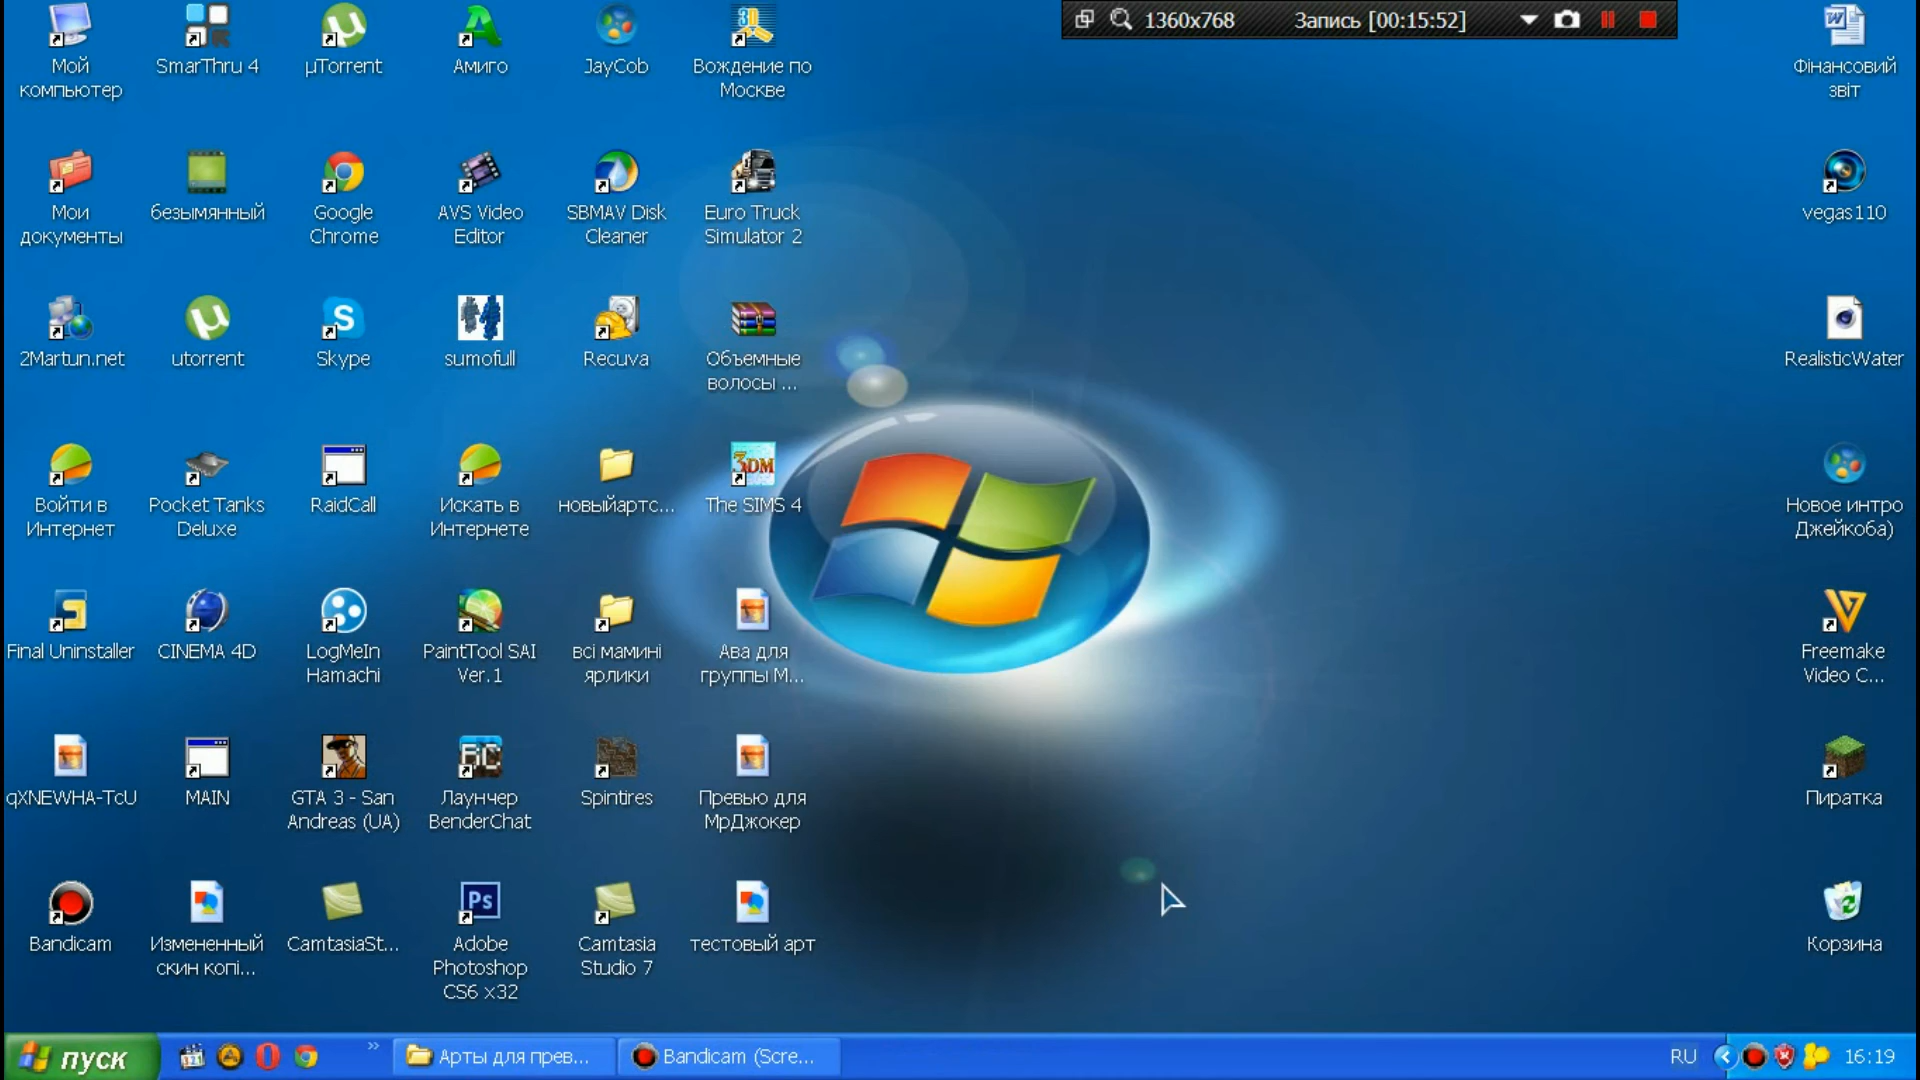 1360x768 Запись [00:15:52]
Мой
компьютер
SmarThru 4
µTorrent
Амиго
JayCob
3D
Вождение по
Москве
Фінансовий
звіт
Мои
документы
безымянный
Google
Chrome
AVS Video
Editor
SBMAV Disk
Cleaner
Euro Truck
Simulator 2
vegas110
2Martun.net
utorrent
Skype
sumofull
Recuva
Объемные
волосы ...
RealisticWater
Войти в
Интернет
Pocket Tanks
Deluxe
RaidCall
Искать в
Интернете
новыйартс...
3DM
The SIMS 4
Новое интро
Джейкоба)
Final Uninstaller
CINEMA 4D
LogMeIn
Hamachi
PaintTool SAI
Ver.1
всі мамині
ярлики
Ава для
группы М...
Freemake
Video C...
qXNEWHA-TcU
MAIN
GTA 3 - San
Andreas (UA)
BC
Лаунчер
BenderChat
Spintires
Превью для
МрДжокер
Пиратка
Bandicam
Измененный
скин копі...
CamtasiaSt...
Ps
Adobe
Photoshop
CS6 x32
Camtasia
Studio 7
тестовый арт
Корзина
пуск
Арты для прев...
Bandicam (Scre...
RU
16:19